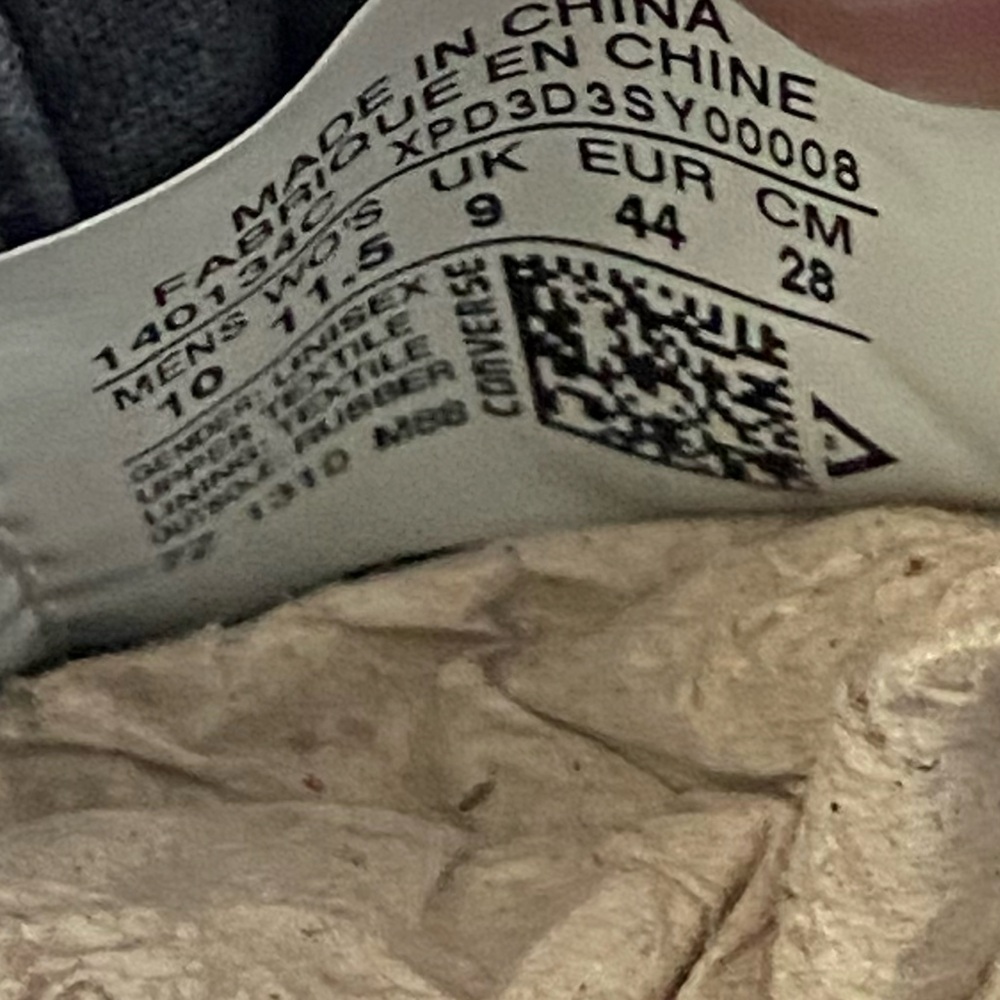 MADE IN CHINA
FABRIQUE EN CHINE
140134C XPD3D3SY00008
MENS WO'S UK EUR CM
10 11.5 9 44 28
GENDER: UNISEX
UPPER: TEXTILE
LINING: TEXTILE
OUTSOLE: RUBBER
77 1310 M88
CONVERSE